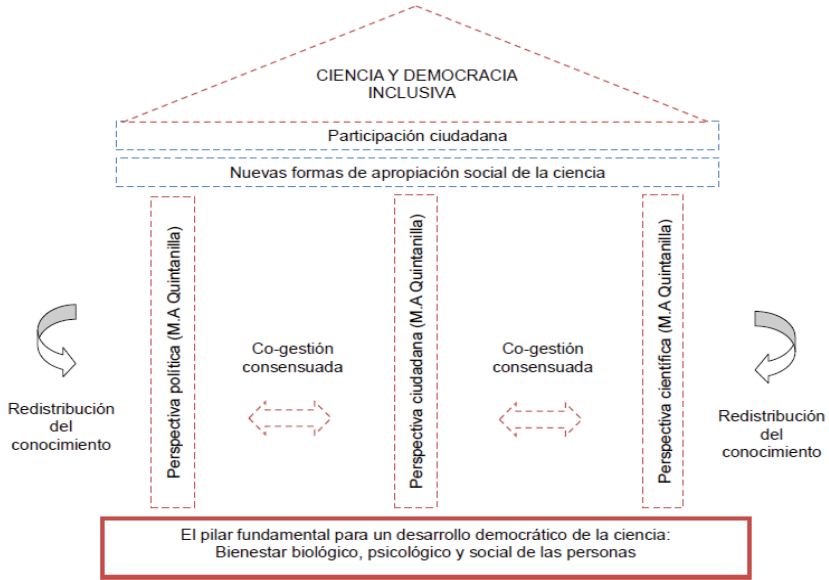 CIENCIA Y DEMOCRACIA
INCLUSIVA
Participación ciudadana
Nuevas formas de apropiación social de la ciencia
Perspectiva política (M.A Quintanilla)
Perspectiva ciudadana (M.A Quintanilla)
Perspectiva científica (M.A Quintanilla)
Co-gestión
consensuada
Co-gestión
consensuada
Redistribución
del
conocimiento
Redistribución
del
conocimiento
El pilar fundamental para un desarrollo democrático de la ciencia:
Bienestar biológico, psicológico y social de las personas